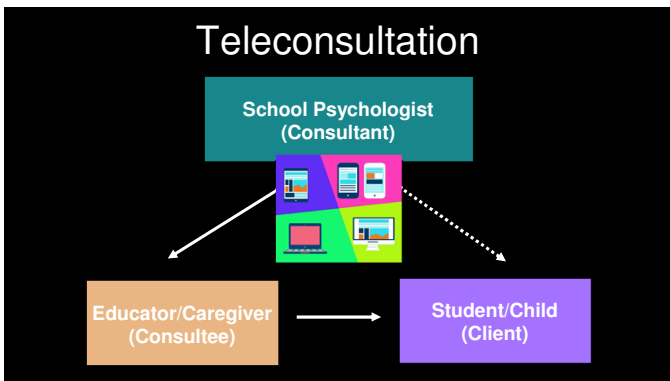 Teleconsultation
School Psychologist
(Consultant)
Educator/Caregiver
(Consultee)
Student/Child
(Client)